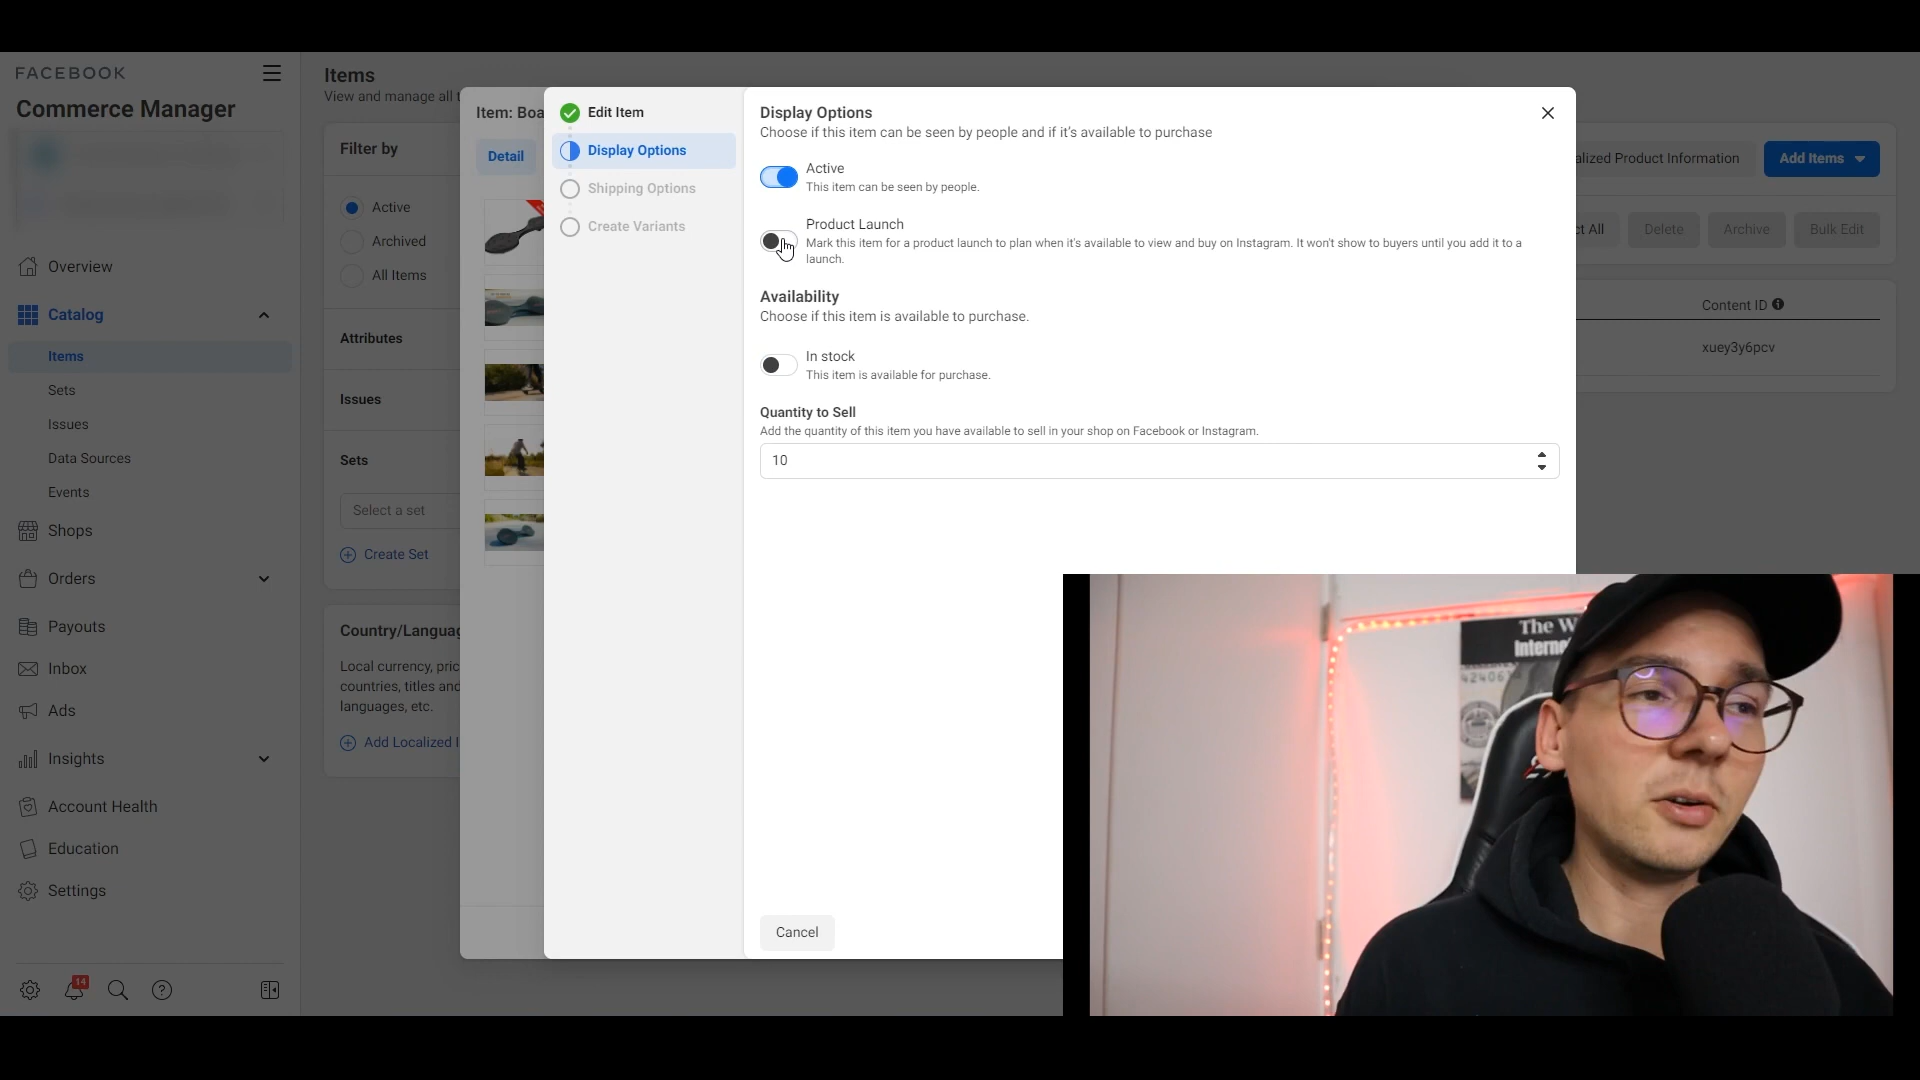 FACEBOOK
Commerce Manager
Overview
Catalog
Items
Sets
Issues
Data Sources
Events
Shops
Orders
Payouts
Inbox
Ads
Insights
Account Health
Education
Settings
14
Items
View and manage all
Filter by
Active
Archived
All Items
Attributes
Issues
Sets
Select a set
Create Set
Country/Languag
Local currency, pric
countries, titles and
languages, etc.
Add Localized I
Item: Boa
Detail
Edit Item
Display Options
Shipping Options
Create Variants
Display Options
Choose if this item can be seen by people and if it's available to purchase
Active
This item can be seen by people.
Product Launch
Mark this item for a product launch to plan when it's available to view and buy on Instagram. It won't show to buyers until you add it to a
launch.
Availability
Choose if this item is available to purchase.
In stock
This item is available for purchase.
Quantity to Sell
Add the quantity of this item you have available to sell in your shop on Facebook or Instagram.
10
Cancel
alized Product Information
Add Items
ct All
Delete
Archive
Bulk Edit
Content ID
xuey3y6pcv
The W
Interne